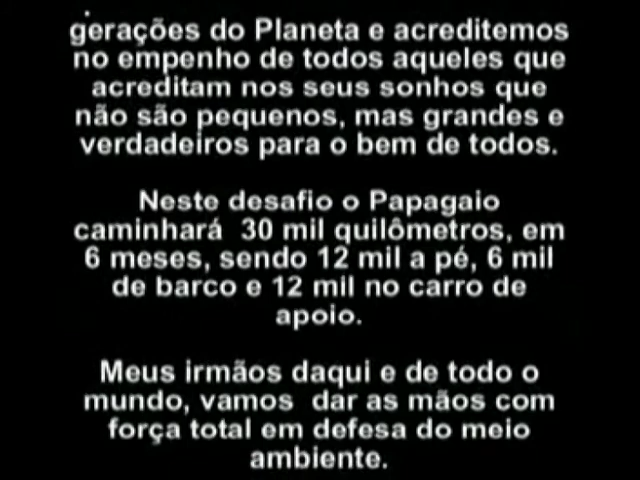 gerações do Planeta e acreditemos
no empenho de todos aqueles que
acreditam nos seus sonhos que
não são pequenos, mas grandes e
verdadeiros para o bem de todos.
Neste desafio o Papagaio
caminhará 30 mil quilômetros, em
6 meses, sendo 12 mil a pé, 6 mil
de barco e 12 mil no carro de
apoio.
Meus irmãos daqui e de todo o
mundo, vamos dar as mãos com
força total em defesa do meio
ambiente.